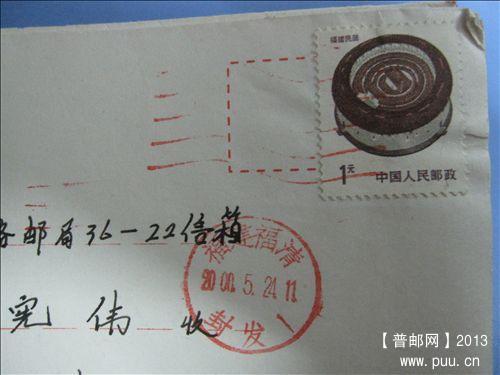 福建民居
1元 中国人民邮政
邮局36-22信箱
福建福清
2000.5.24.11
封发
1
宪伟 收
【普邮网】2013
www.puu.cn